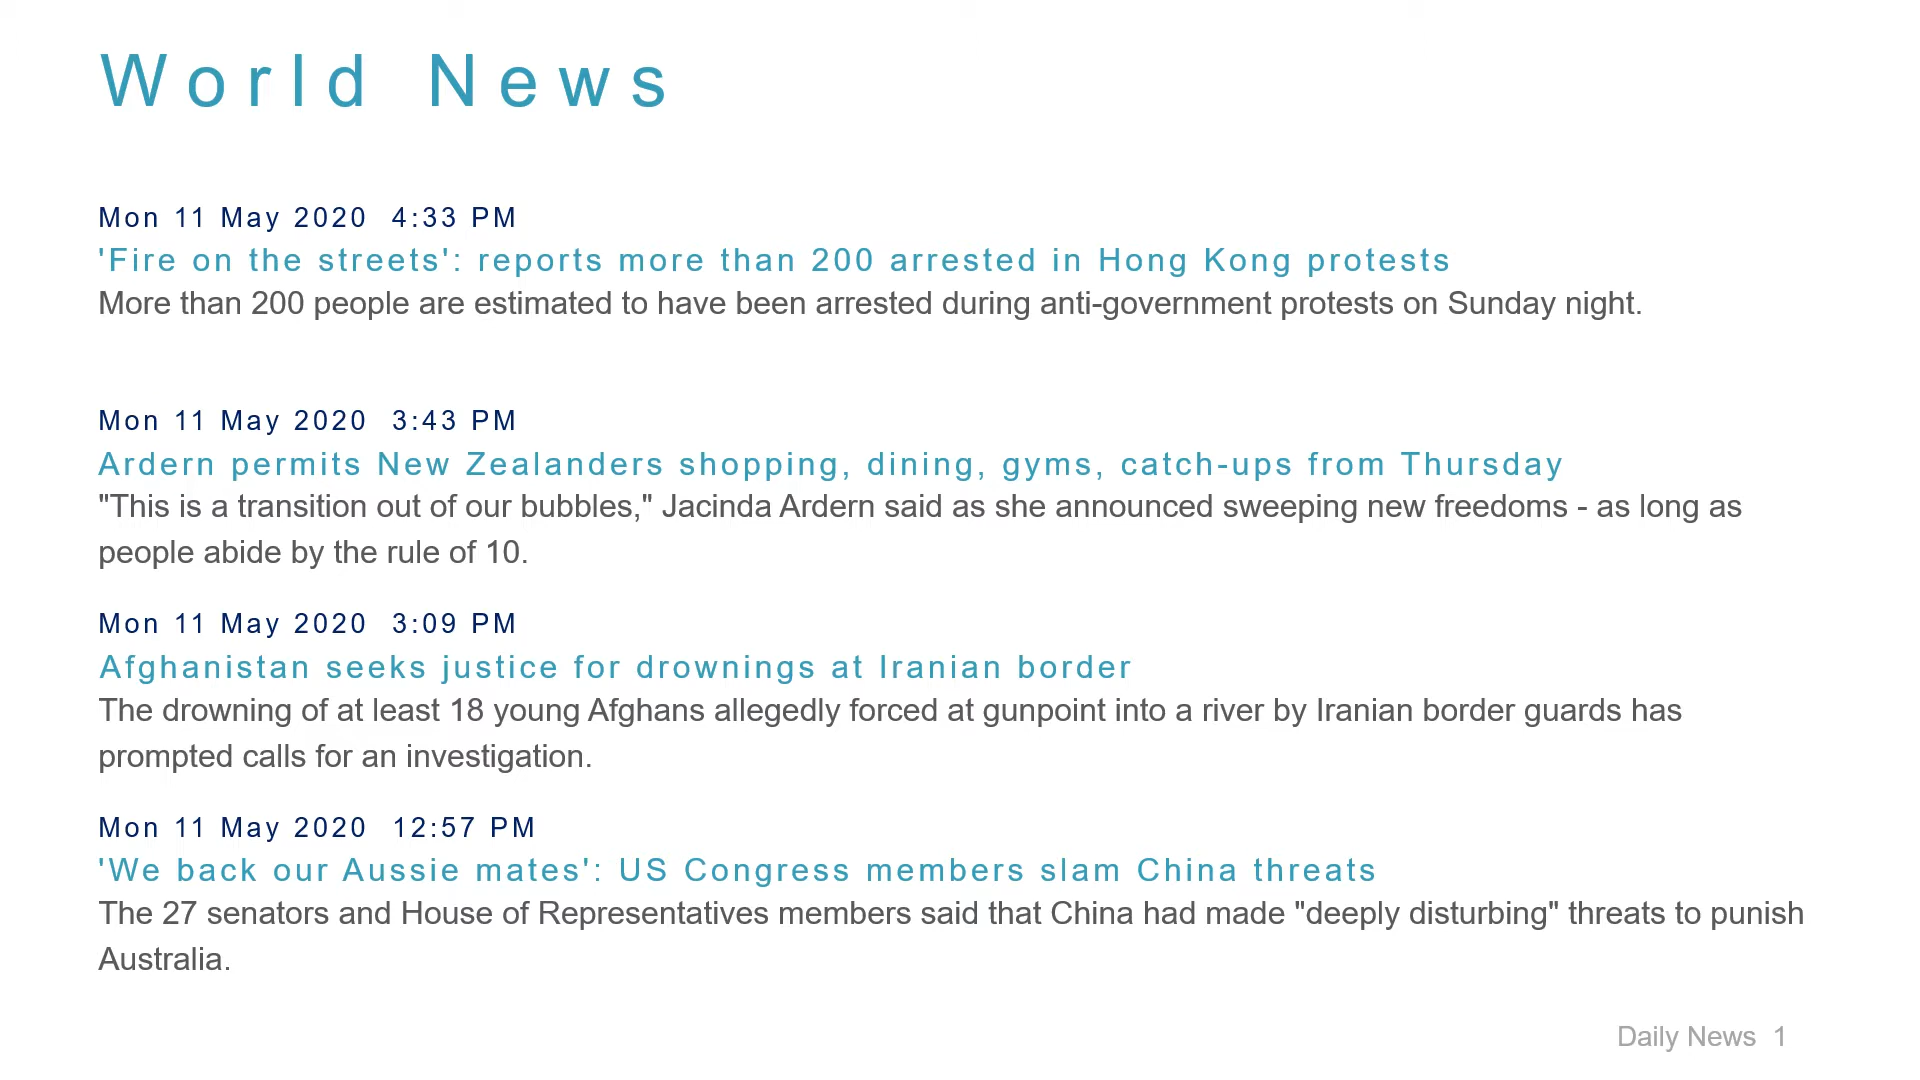 World News
Mon 11 May 2020 4:33 PM
'Fire on the streets': reports more than 200 arrested in Hong Kong protests
More than 200 people are estimated to have been arrested during anti-government protests on Sunday night.
Mon 11 May 2020 3:43 PM
Ardern permits New Zealanders shopping, dining, gyms, catch-ups from Thursday
"This is a transition out of our bubbles," Jacinda Ardern said as she announced sweeping new freedoms - as long as
people abide by the rule of 10.
Mon 11 May 2020 3:09 PM
Afghanistan seeks justice for drownings at Iranian border
The drowning of at least 18 young Afghans allegedly forced at gunpoint into a river by Iranian border guards has
prompted calls for an investigation.
Mon 11 May 2020 12:57 PM
'We back our Aussie mates': US Congress members slam China threats
The 27 senators and House of Representatives members said that China had made "deeply disturbing" threats to punish
Australia.
Daily News 1